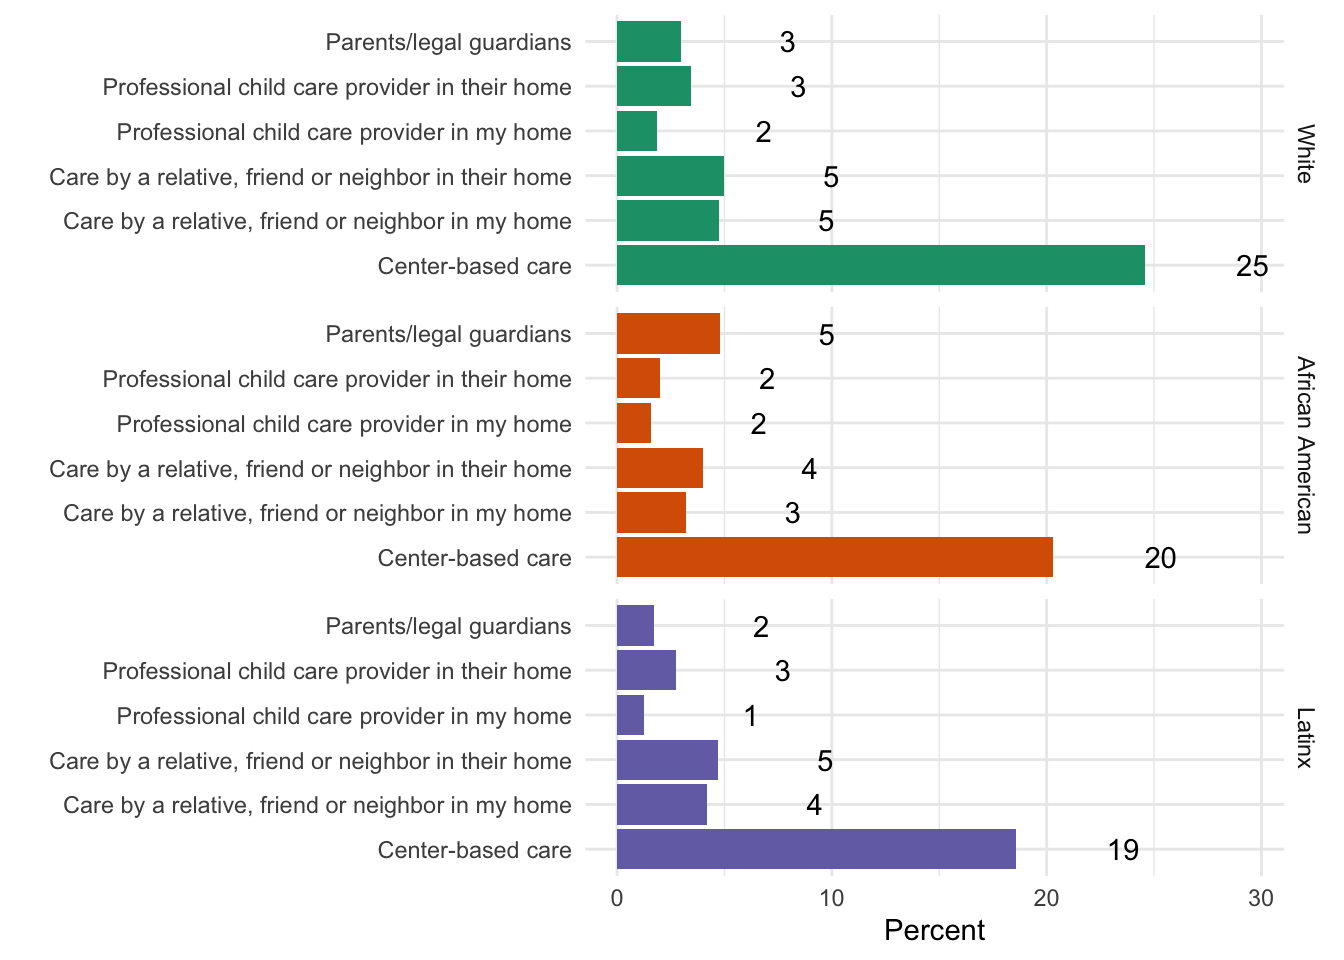 Parents/legal guardians 3
Professional child care provider in their home 3
Professional child care provider in my home 2
Care by a relative, friend or neighbor in their home 5
Care by a relative, friend or neighbor in my home 5
Center-based care 25
White
Parents/legal guardians 5
Professional child care provider in their home 2
Professional child care provider in my home 2
Care by a relative, friend or neighbor in their home 4
Care by a relative, friend or neighbor in my home 3
Center-based care 20
African American
Parents/legal guardians 2
Professional child care provider in their home 3
Professional child care provider in my home 1
Care by a relative, friend or neighbor in their home 5
Care by a relative, friend or neighbor in my home 4
Center-based care 19
Latinx
0 10 20 30
Percent